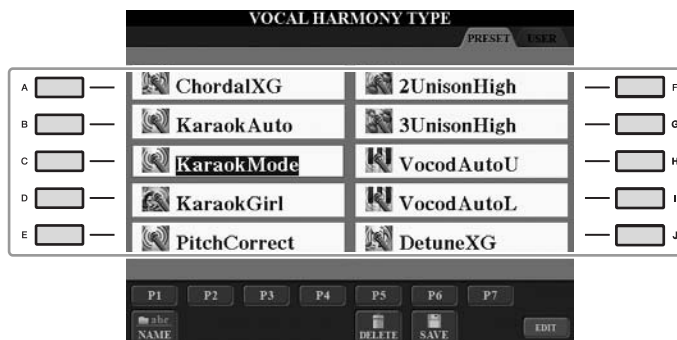 VOCAL HARMONY TYPE
PRESET USER
A ChordalXG 2UnisonHigh F
B KaraokAuto 3UnisonHigh G
C KaraokMode VocodAutoU H
D KaraokGirl VocodAutoL I
E PitchCorrect DetuneXG J
P1 P2 P3 P4 P5 P6 P7
abc
NAME DELETE SAVE EDIT